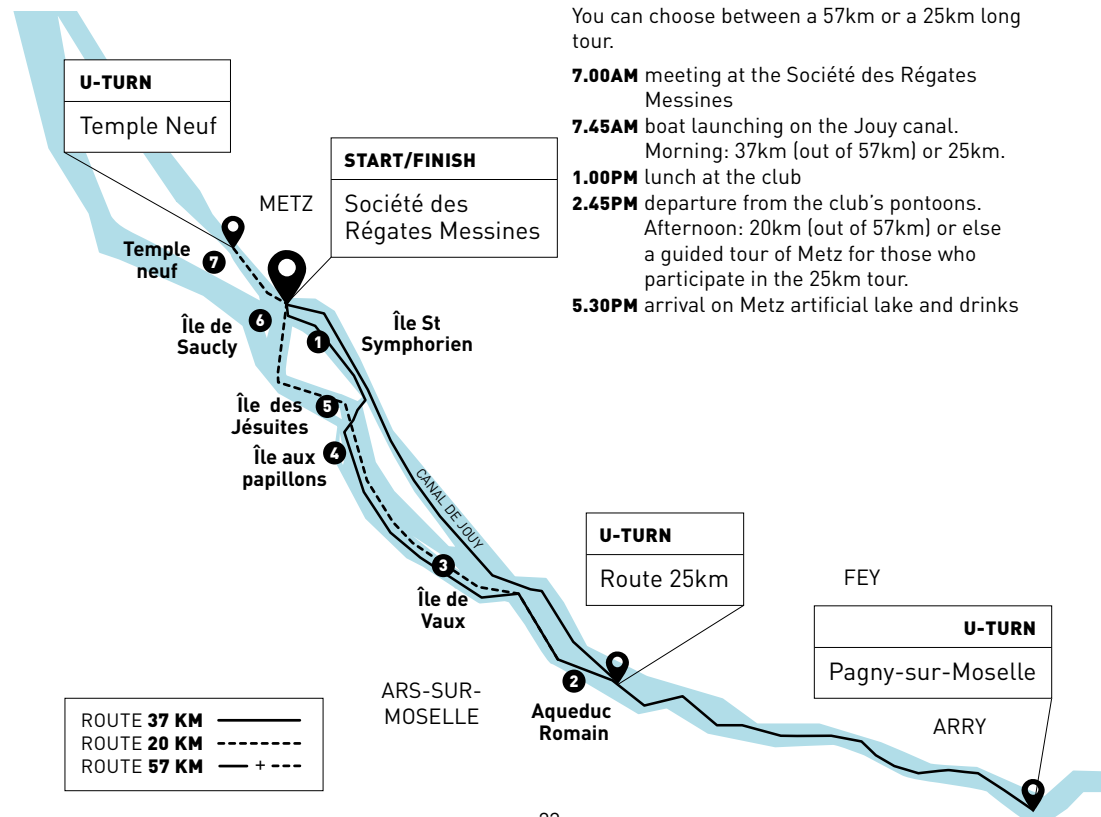 You can choose between a 57km or a 25km long
tour.
7.00AM meeting at the Société des Régates
Messines
7.45AM boat launching on the Jouy canal.
Morning: 37km (out of 57km) or 25km.
1.00PM lunch at the club
2.45PM departure from the club's pontoons.
Afternoon: 20km (out of 57km) or else
a guided tour of Metz for those who
participate in the 25km tour.
5.30PM arrival on Metz artificial lake and drinks
U-TURN
Temple Neuf
START/FINISH
Société des
Régates Messines
METZ
Temple
neuf
7
6
Île de
Saucly
1
Île St
Symphorien
Île des
Jésuites
5
Île aux
papillons
4
CANAL DE JOUY
3
Île de
Vaux
U-TURN
Route 25km
FEY
U-TURN
Pagny-sur-Moselle
ARRY
2
Aqueduc
Romain
ARS-SUR-
MOSELLE
ROUTE 37 KM
ROUTE 20 KM
ROUTE 57 KM +